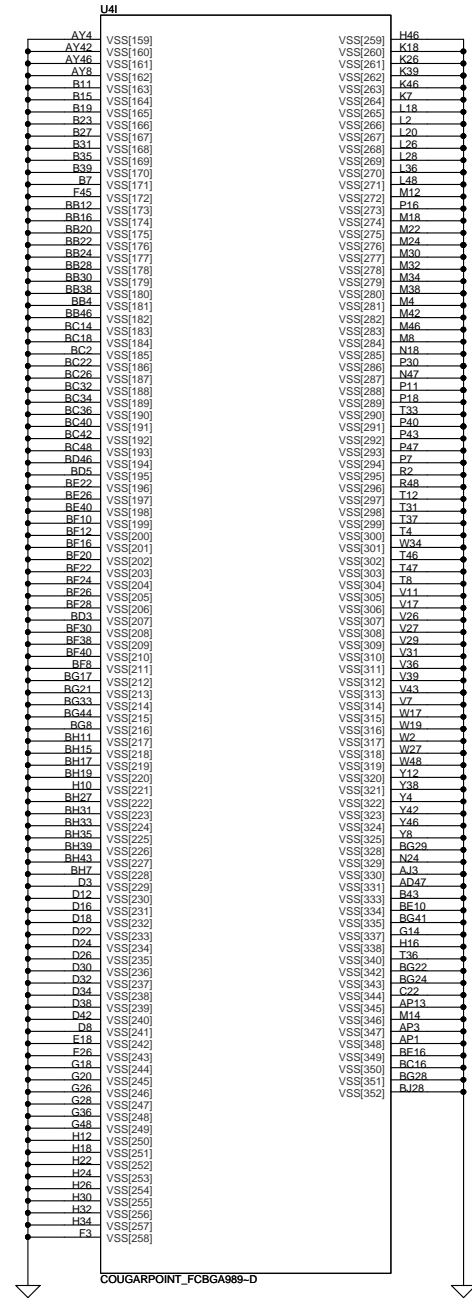 U4I
AY4 VSS[159]
AY42 VSS[160]
AY46 VSS[161]
AY8 VSS[162]
B11 VSS[163]
B15 VSS[164]
B19 VSS[165]
B23 VSS[166]
B27 VSS[167]
B31 VSS[168]
B35 VSS[169]
B39 VSS[170]
B7 VSS[171]
F45 VSS[172]
BB12 VSS[173]
BB16 VSS[174]
BB20 VSS[175]
BB22 VSS[176]
BB24 VSS[177]
BB28 VSS[178]
BB30 VSS[179]
BB38 VSS[180]
BB4 VSS[181]
BB46 VSS[182]
BC14 VSS[183]
BC18 VSS[184]
BC2 VSS[185]
BC22 VSS[186]
BC26 VSS[187]
BC32 VSS[188]
BC34 VSS[189]
BC36 VSS[190]
BC40 VSS[191]
BC42 VSS[192]
BC48 VSS[193]
BD46 VSS[194]
BD5 VSS[195]
BE22 VSS[196]
BE26 VSS[197]
BE40 VSS[198]
BF10 VSS[199]
BF12 VSS[200]
BF16 VSS[201]
BF20 VSS[202]
BF22 VSS[203]
BF24 VSS[204]
BF26 VSS[205]
BF28 VSS[206]
BD3 VSS[207]
BF30 VSS[208]
BF38 VSS[209]
BF40 VSS[210]
BF8 VSS[211]
BG17 VSS[212]
BG21 VSS[213]
BG33 VSS[214]
BG44 VSS[215]
BG8 VSS[216]
BH11 VSS[217]
BH15 VSS[218]
BH17 VSS[219]
BH19 VSS[220]
H10 VSS[221]
BH27 VSS[222]
BH31 VSS[223]
BH33 VSS[224]
BH35 VSS[225]
BH39 VSS[226]
BH43 VSS[227]
BH7 VSS[228]
D3 VSS[229]
D12 VSS[230]
D16 VSS[231]
D18 VSS[232]
D22 VSS[233]
D24 VSS[234]
D26 VSS[235]
D30 VSS[236]
D32 VSS[237]
D34 VSS[238]
D38 VSS[239]
D42 VSS[240]
D8 VSS[241]
E18 VSS[242]
E26 VSS[243]
G18 VSS[244]
G20 VSS[245]
G26 VSS[246]
G28 VSS[247]
G36 VSS[248]
G48 VSS[249]
H12 VSS[250]
H18 VSS[251]
H22 VSS[252]
H24 VSS[253]
H26 VSS[254]
H30 VSS[255]
H32 VSS[256]
H34 VSS[257]
F3 VSS[258]
VSS[259] H46
VSS[260] K18
VSS[261] K26
VSS[262] K39
VSS[263] K46
VSS[264] K7
VSS[265] L18
VSS[266] L2
VSS[267] L20
VSS[268] L26
VSS[269] L28
VSS[270] L36
VSS[271] L48
VSS[272] M12
VSS[273] P16
VSS[274] M18
VSS[275] M22
VSS[276] M24
VSS[277] M30
VSS[278] M32
VSS[279] M34
VSS[280] M38
VSS[281] M4
VSS[282] M42
VSS[283] M46
VSS[284] M8
VSS[285] N18
VSS[286] P30
VSS[287] N47
VSS[288] P11
VSS[289] P18
VSS[290] T33
VSS[291] P40
VSS[292] P43
VSS[293] P47
VSS[294] P7
VSS[295] R2
VSS[296] R48
VSS[297] T12
VSS[298] T31
VSS[299] T37
VSS[300] T4
VSS[301] W34
VSS[302] T46
VSS[303] T47
VSS[304] T8
VSS[305] V11
VSS[306] V17
VSS[307] V26
VSS[308] V27
VSS[309] V29
VSS[310] V31
VSS[311] V36
VSS[312] V39
VSS[313] V43
VSS[314] V7
VSS[315] W17
VSS[316] W19
VSS[317] W2
VSS[318] W27
VSS[319] W48
VSS[320] Y12
VSS[321] Y38
VSS[322] Y4
VSS[323] Y42
VSS[324] Y46
VSS[325] Y8
VSS[328] BG29
VSS[329] N24
VSS[330] AJ3
VSS[331] AD47
VSS[333] B43
VSS[334] BE10
VSS[335] BG41
VSS[337] G14
VSS[338] H16
VSS[340] T36
VSS[342] BG22
VSS[343] BG24
VSS[344] C22
VSS[345] AP13
VSS[346] M14
VSS[347] AP3
VSS[348] AP1
VSS[349] BE16
VSS[350] BC16
VSS[351] BG28
VSS[352] BJ28
COUGARPOINT_FCBGA989~D